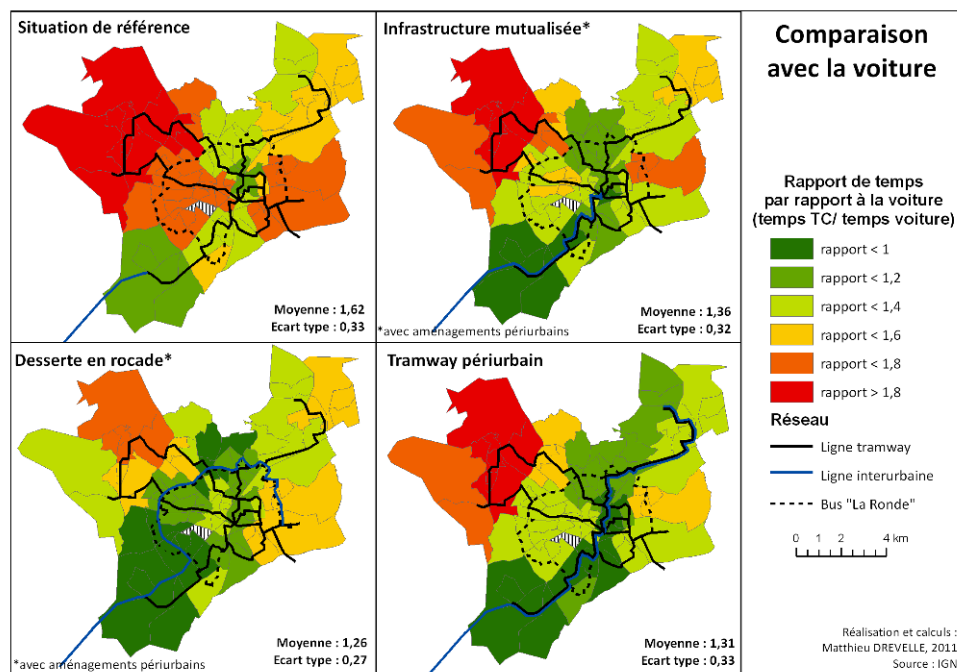 Situation de référence
Moyenne : 1,62
Ecart type : 0,33
Infrastructure mutualisée*
Moyenne : 1,36
Ecart type : 0,32
*avec aménagements périurbains
Desserte en rocade*
Moyenne : 1,26
Ecart type : 0,27
*avec aménagements périurbains
Tramway périurbain
Moyenne : 1,31
Ecart type : 0,33
Comparaison
avec la voiture
Rapport de temps
par rapport à la voiture
(temps TC/ temps voiture)
rapport < 1
rapport < 1,2
rapport < 1,4
rapport < 1,6
rapport < 1,8
rapport > 1,8
Réseau
Ligne tramway
Ligne interurbaine
Bus "La Ronde"
0 1 2 4 km
Réalisation et calculs :
Matthieu DREVELLE, 2011
Source : IGN